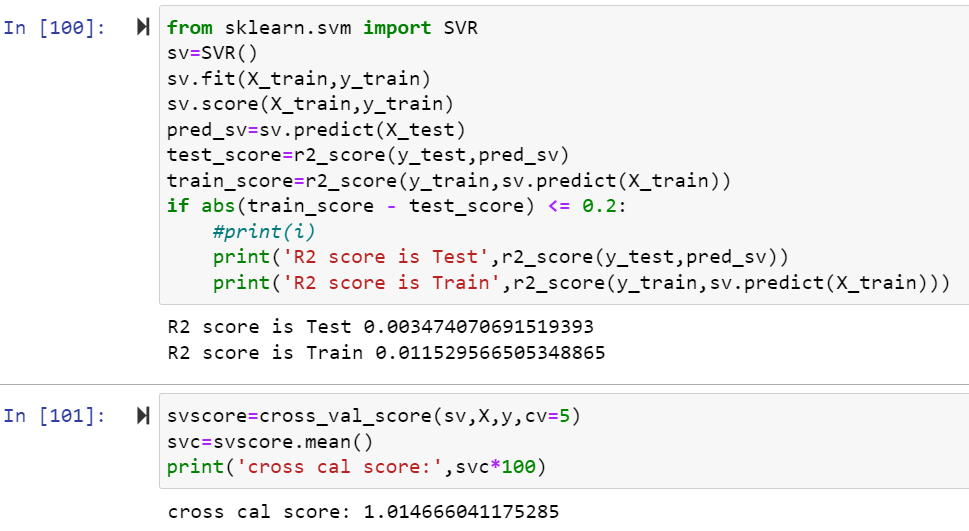 In [100]:
from sklearn.svm import SVR
sv=SVR()
sv.fit(X_train,y_train)
sv.score(X_train,y_train)
pred_sv=sv.predict(X_test)
test_score=r2_score(y_test,pred_sv)
train_score=r2_score(y_train,sv.predict(X_train))
if abs(train_score - test_score) <= 0.2:
    #print(i)
    print('R2 score is Test',r2_score(y_test,pred_sv))
    print('R2 score is Train',r2_score(y_train,sv.predict(X_train)))
R2 score is Test 0.003474070691519393
R2 score is Train 0.011529566505348865
In [101]:
svscore=cross_val_score(sv,X,y,cv=5)
svc=svscore.mean()
print('cross cal score:',svc*100)
cross cal score: 1.014666041175285